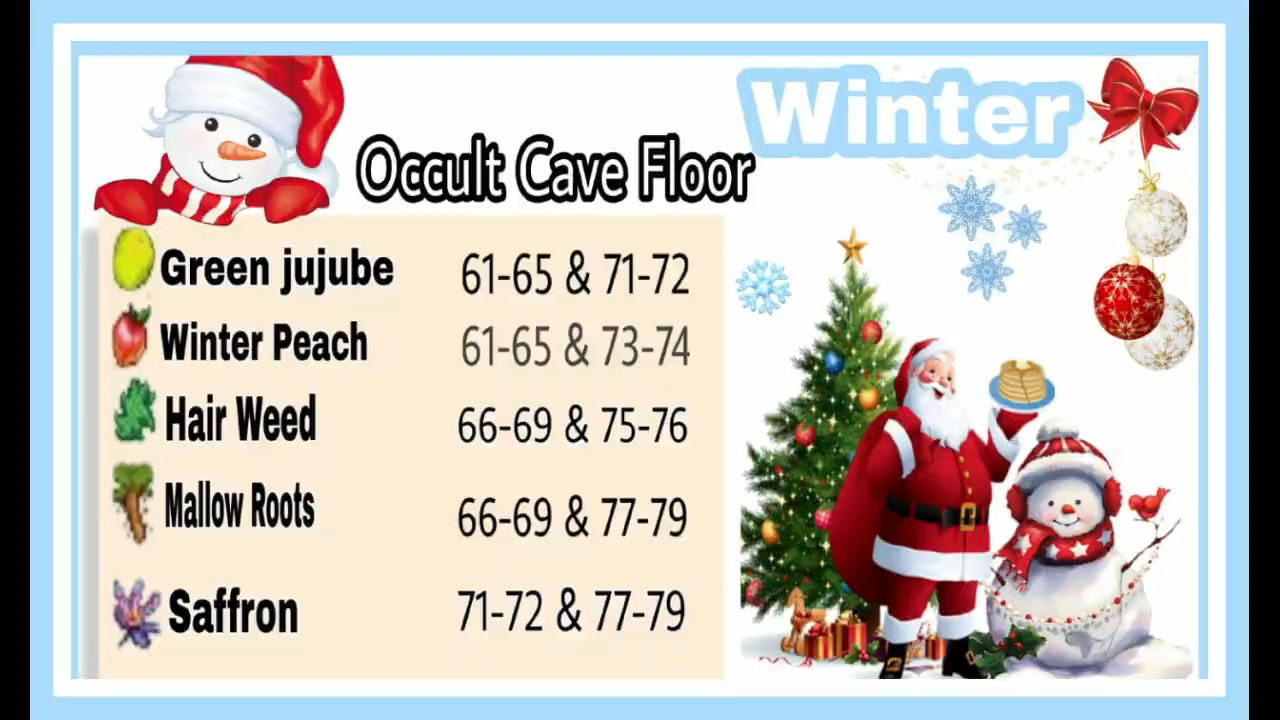 Winter
Occult Cave Floor
Green jujube 61-65 & 71-72
Winter Peach 61-65 & 73-74
Hair Weed 66-69 & 75-76
Mallow Roots 66-69 & 77-79
Saffron 71-72 & 77-79